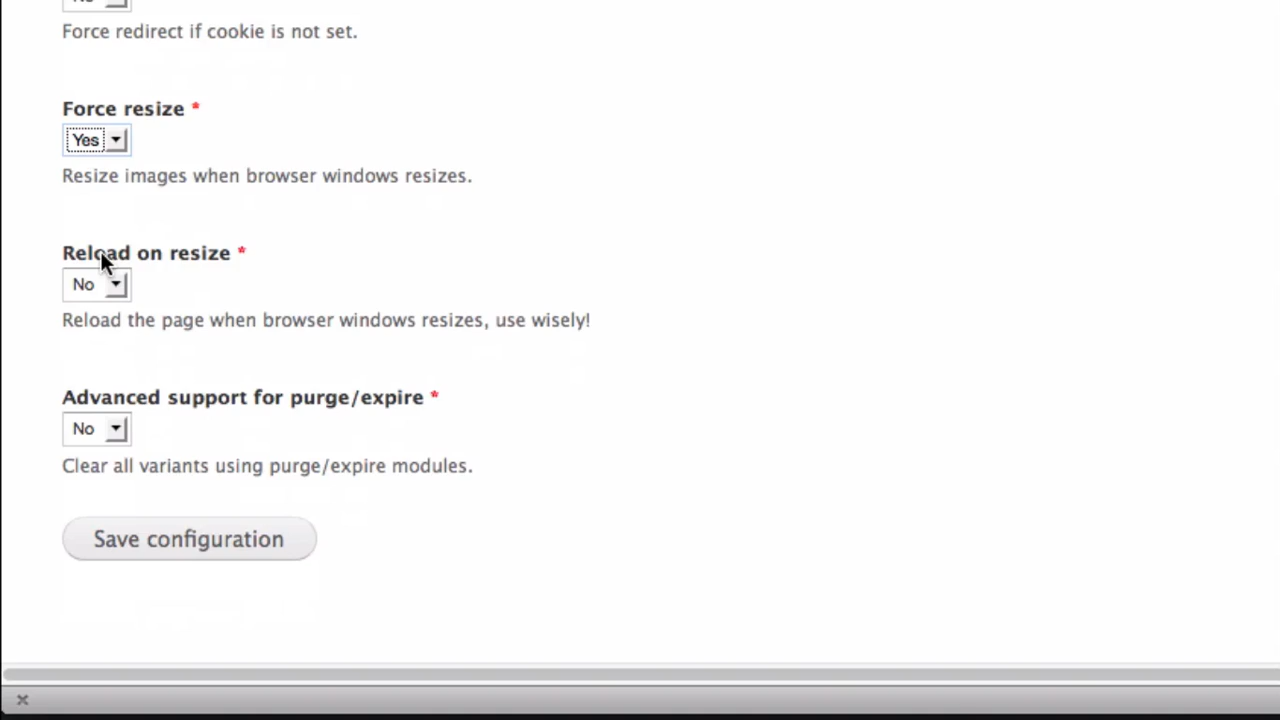 Force redirect if cookie is not set.
Force resize *
Yes
Resize images when browser windows resizes.
Reload on resize *
No
Reload the page when browser windows resizes, use wisely!
Advanced support for purge/expire *
No
Clear all variants using purge/expire modules.
Save configuration